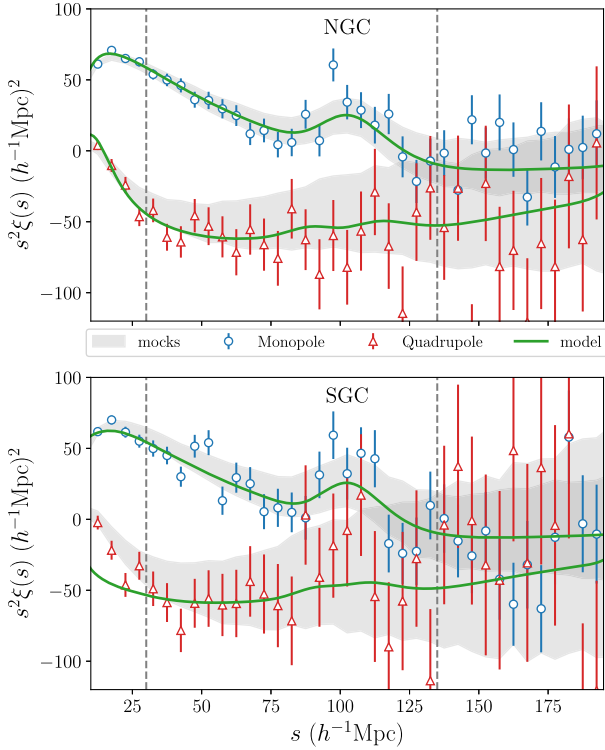 NGC
100
50
0
−50
−100
s²ξ(s) (h⁻¹Mpc)²
mocks Monopole Quadrupole model
SGC
100
50
0
−50
−100
s²ξ(s) (h⁻¹Mpc)²
25 50 75 100 125 150 175
s (h⁻¹Mpc)